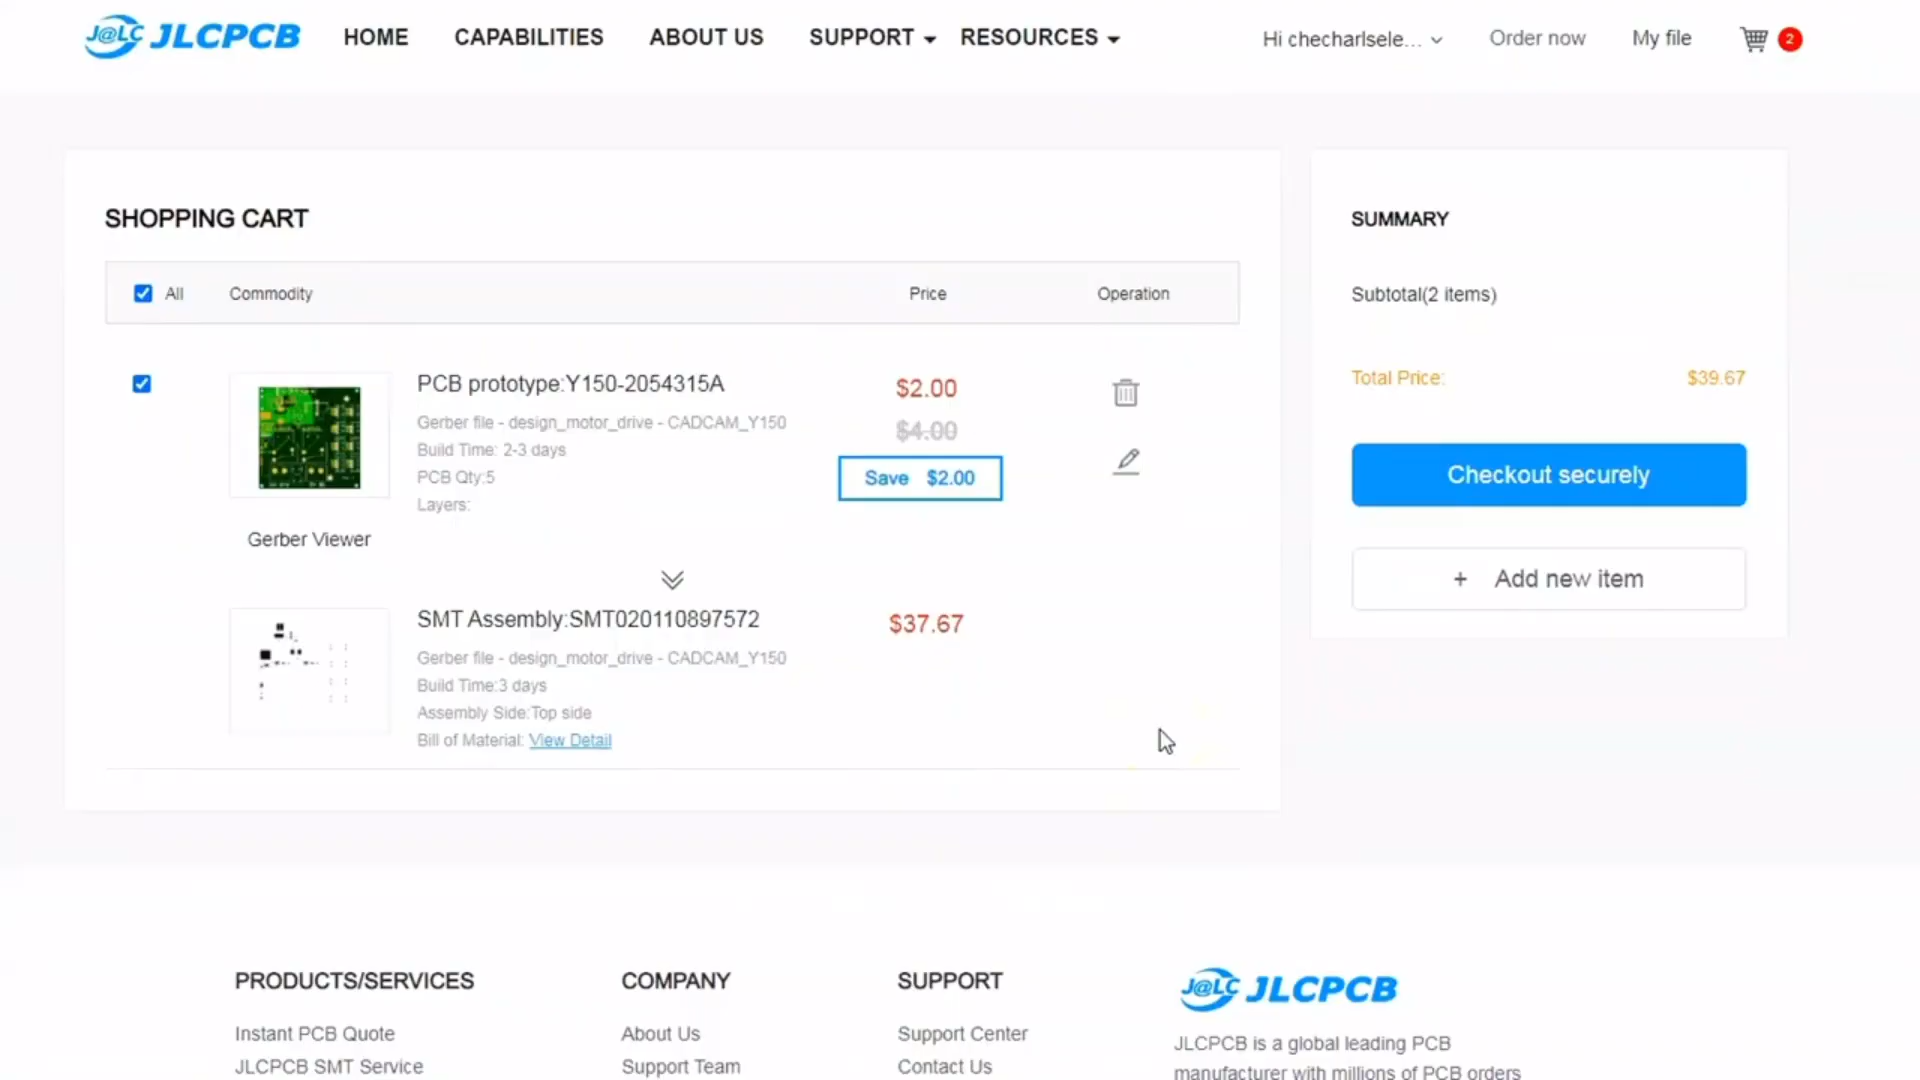 J@LC JLCPCB HOME CAPABILITIES ABOUT US SUPPORT RESOURCES Hi checharlsele... Order now My file 2
SHOPPING CART
All Commodity Price Operation
PCB prototype:Y150-2054315A
Gerber file - design_motor_drive - CADCAM_Y150
Build Time: 2-3 days
PCB Qty:5
Layers:
$2.00
$4.00
Save $2.00
Gerber Viewer
SMT Assembly:SMT020110897572
Gerber file - design_motor_drive - CADCAM_Y150
Build Time:3 days
Assembly Side:Top side
Bill of Material: View Detail
$37.67
SUMMARY
Subtotal(2 items)
Total Price: $39.67
Checkout securely
+ Add new item
PRODUCTS/SERVICES
Instant PCB Quote
JLCPCB SMT Service
COMPANY
About Us
Support Team
SUPPORT
Support Center
Contact Us
J@LC JLCPCB
JLCPCB is a global leading PCB
manufacturer with millions of PCB orders